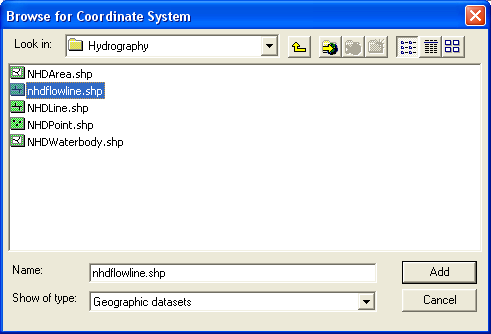 Browse for Coordinate System
Look in: Hydrography
NHDArea.shp
nhdflowline.shp
NHDLine.shp
NHDPoint.shp
NHDWaterbody.shp
Name: nhdflowline.shp Add
Show of type: Geographic datasets Cancel